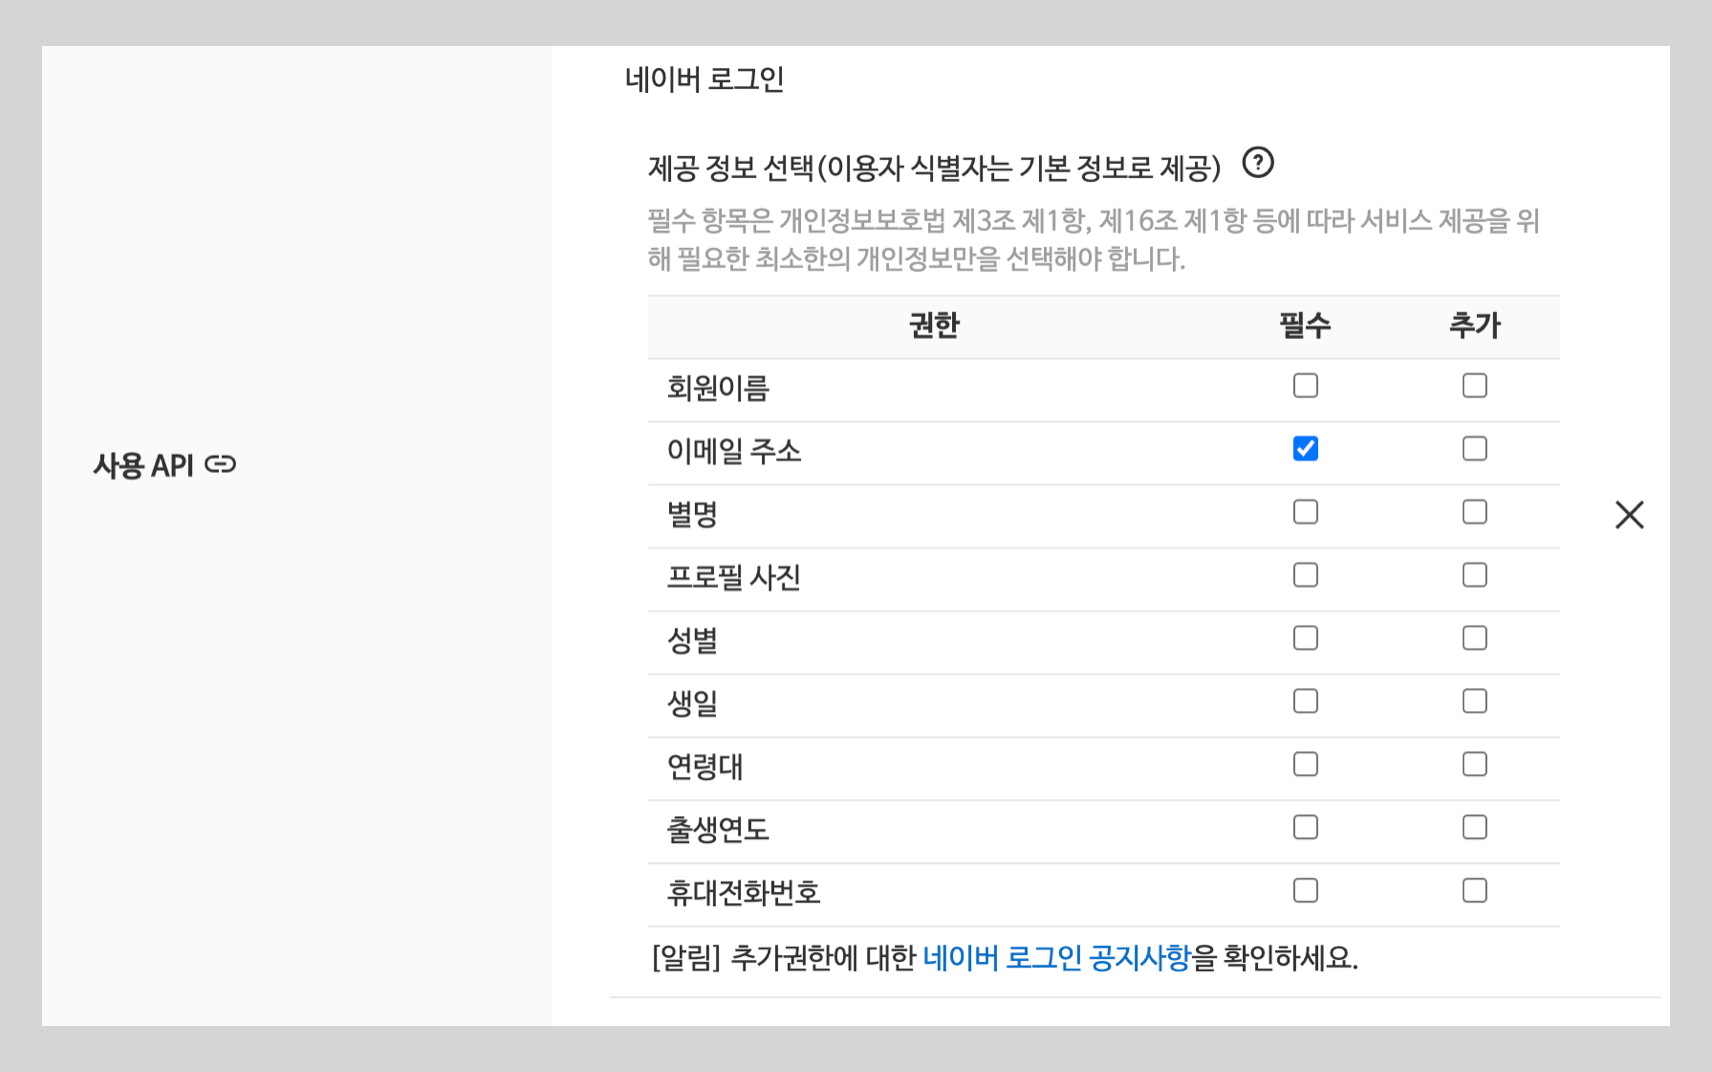 네이버 로그인
제공 정보 선택(이용자 식별자는 기본 정보로 제공) ?
필수 항목은 개인정보보호법 제3조 제1항, 제16조 제1항 등에 따라 서비스 제공을 위
해 필요한 최소한의 개인정보만을 선택해야 합니다.
권한 필수 추가
회원이름
이메일 주소
사용 API
별명
프로필 사진
성별
생일
연령대
출생연도
휴대전화번호
[알림] 추가권한에 대한 네이버 로그인 공지사항을 확인하세요.